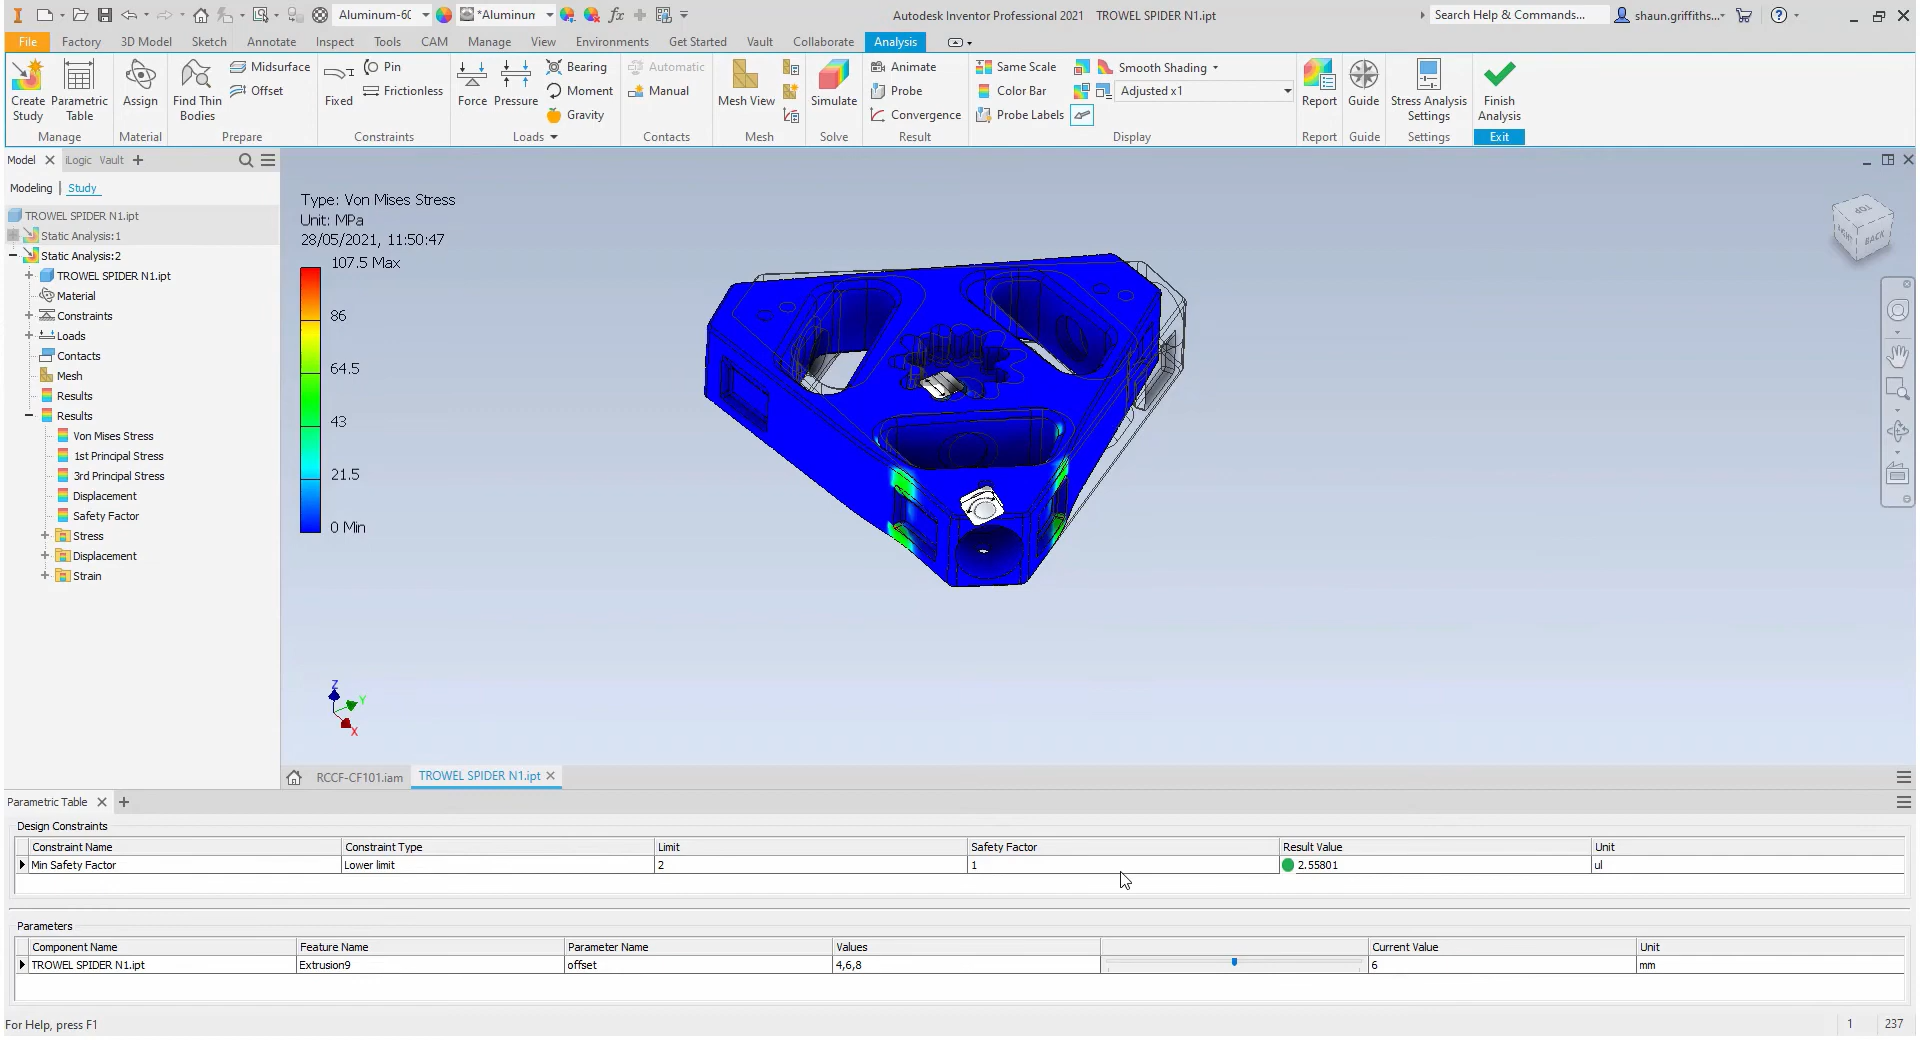 Aluminum-60
*Aluminum
fx
Autodesk Inventor Professional 2021 TROWEL SPIDER N1.ipt
Search Help & Commands...
shaun.griffiths...
File Factory 3D Model Sketch Annotate Inspect Tools CAM Manage View Environments Get Started Vault Collaborate Analysis
Create Study
Parametric Table
Manage
Assign
Material
Find Thin Bodies
Midsurface
Offset
Prepare
Fixed
Pin
Frictionless
Constraints
Force
Pressure
Bearing
Moment
Gravity
Loads
Automatic
Manual
Contacts
Mesh View
Mesh
Simulate
Solve
Animate
Probe
Convergence
Result
Same Scale
Color Bar
Probe Labels
Smooth Shading
Adjusted x1
Display
Report
Report
Guide
Guide
Stress Analysis Settings
Settings
Finish Analysis
Exit
Model iLogic Vault
Modeling Study
TROWEL SPIDER N1.ipt
Static Analysis:1
Static Analysis:2
TROWEL SPIDER N1.ipt
Material
Constraints
Loads
Contacts
Mesh
Results
Results
Von Mises Stress
1st Principal Stress
3rd Principal Stress
Displacement
Safety Factor
Stress
Displacement
Strain
Type: Von Mises Stress
Unit: MPa
28/05/2021, 11:50:47
107.5 Max
86
64.5
43
21.5
0 Min
TOP
BACK
Z
Y
X
RCCF-CF101.iam TROWEL SPIDER N1.ipt
Parametric Table
Design Constraints
Constraint Name Constraint Type Limit Safety Factor Result Value Unit
Min Safety Factor Lower limit 2 1 2.55801 ul
Parameters
Component Name Feature Name Parameter Name Values Current Value Unit
TROWEL SPIDER N1.ipt Extrusion9 offset 4,6,8 6 mm
For Help, press F1
1 237